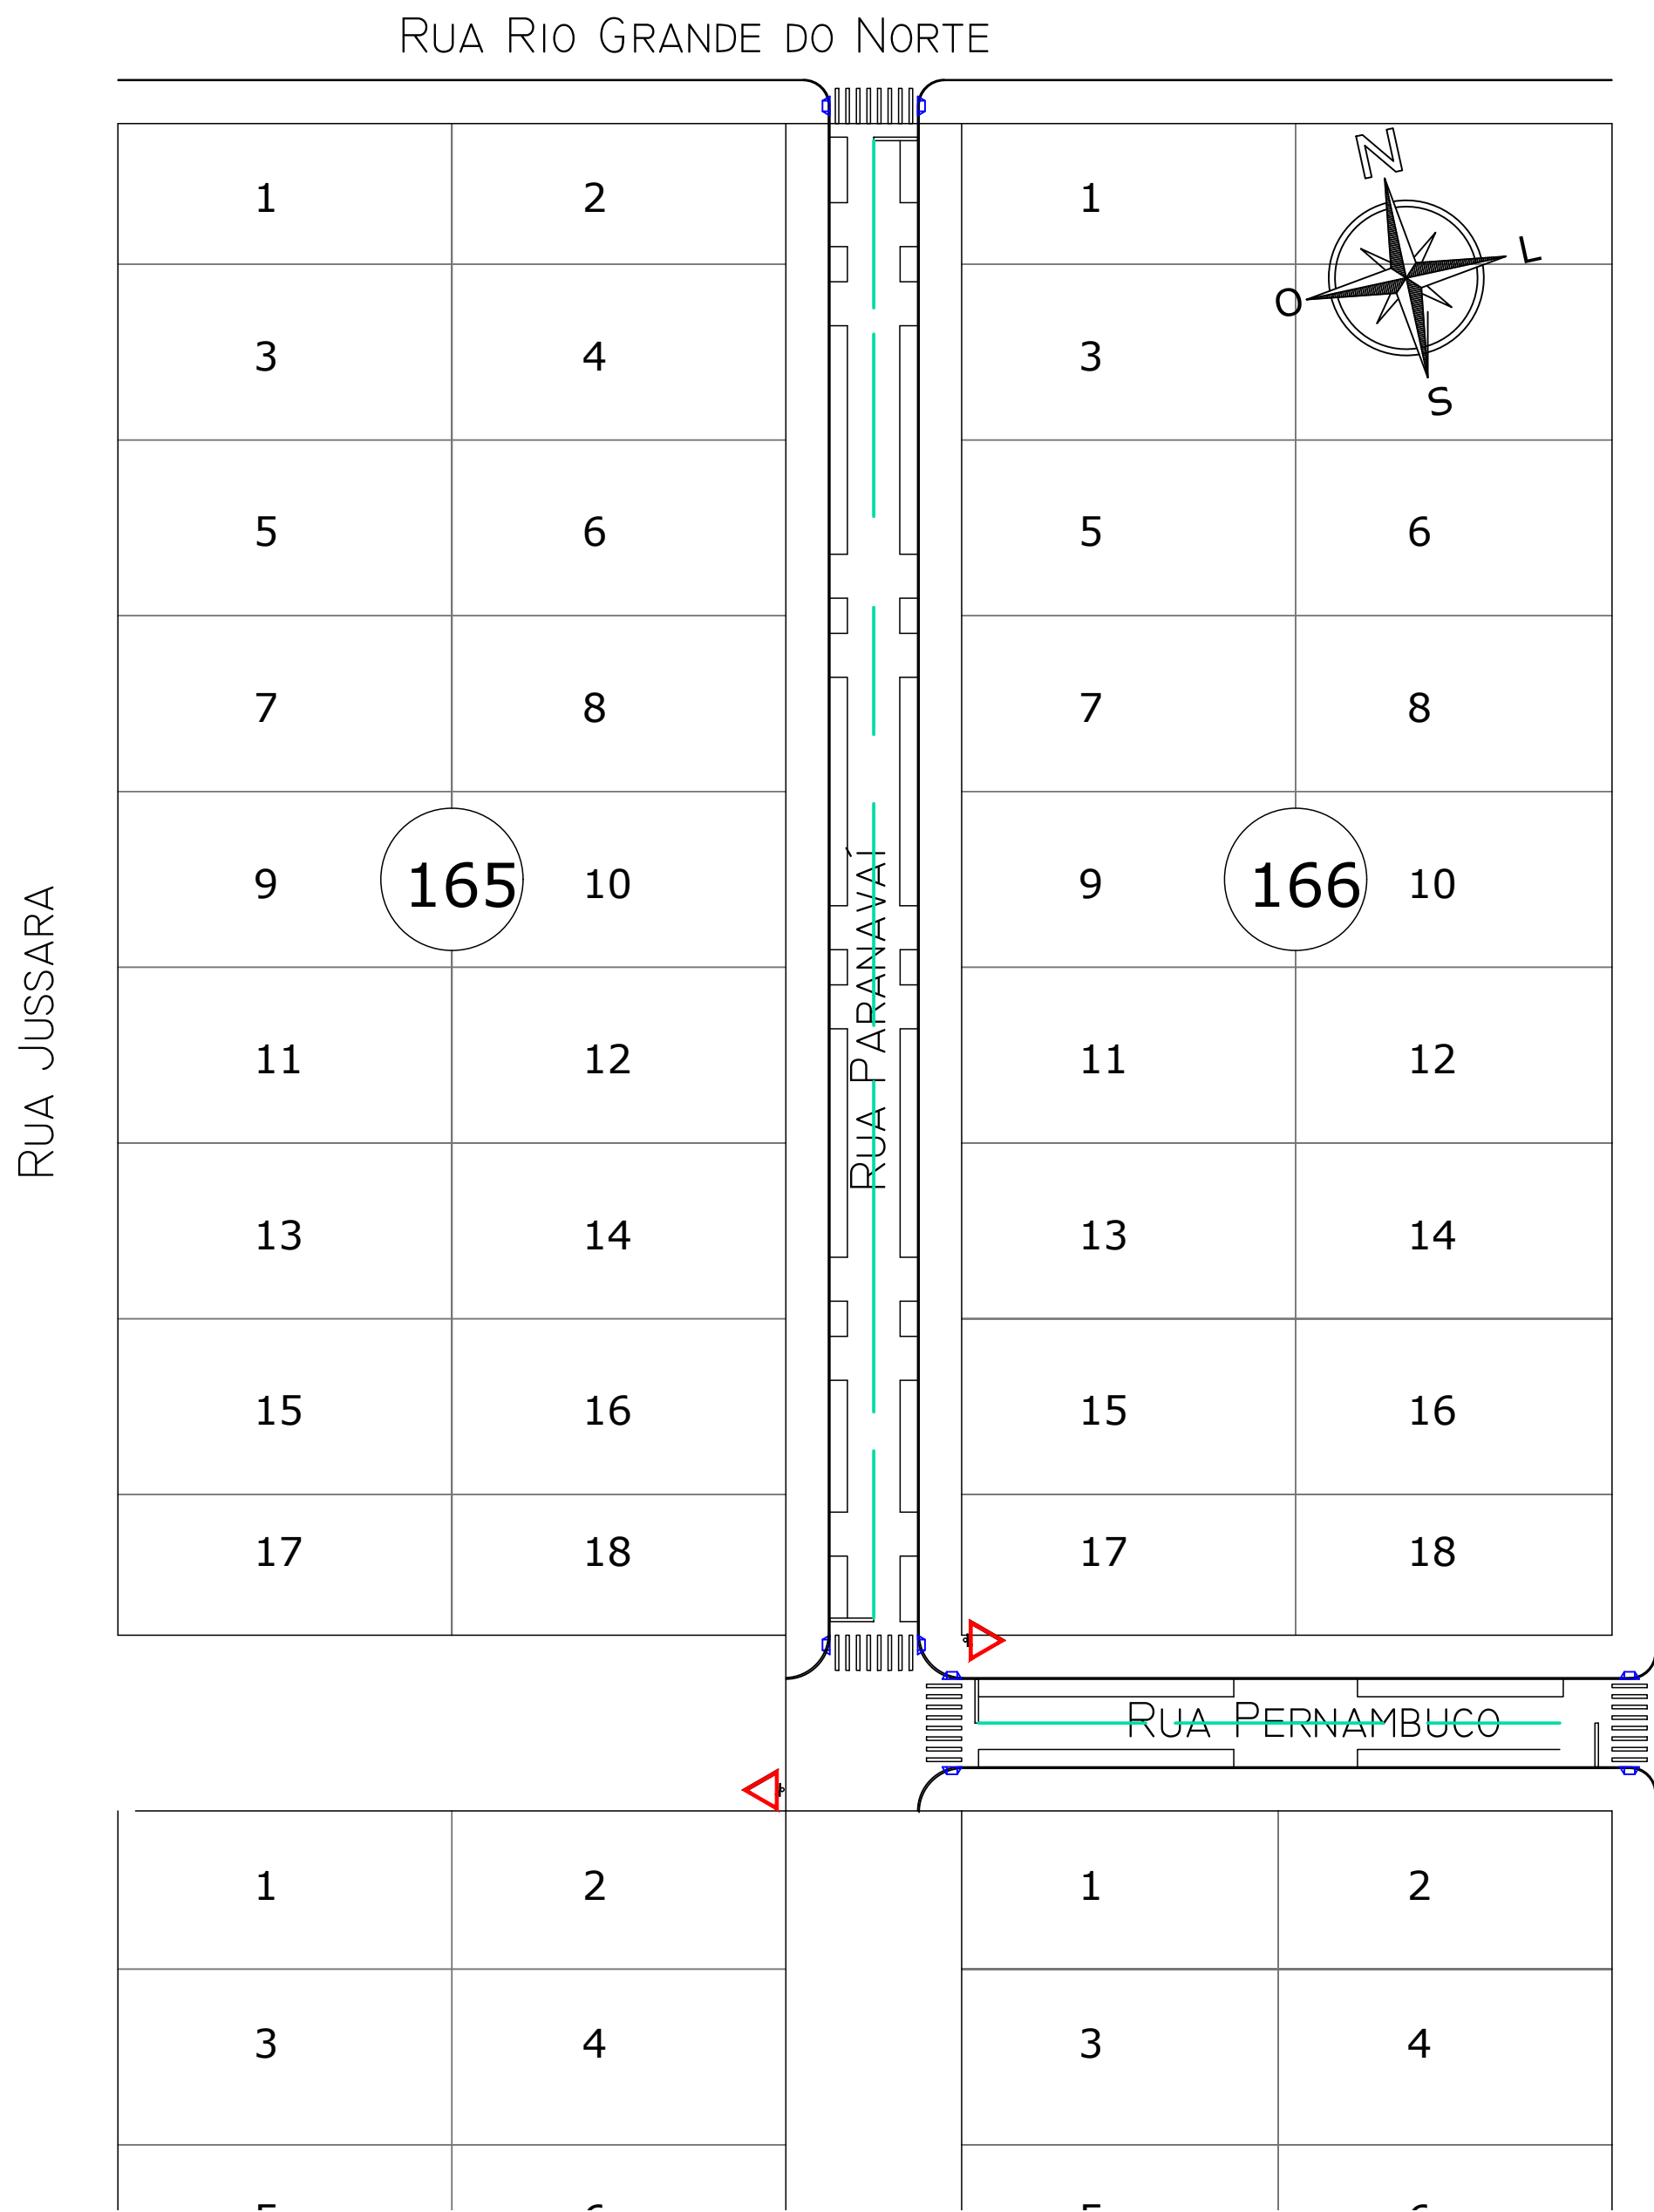 RUA RIO GRANDE DO NORTE
N
L
O
S
1 2 1
3 4 3
5 6 5 6
7 8 7 8
9 165 10 9 166 10
RUA JUSSARA
RUA PARANAVAÍ
11 12 11 12
13 14 13 14
15 16 15 16
17 18 17 18
RUA PERNAMBUCO
1 2 1 2
3 4 3 4